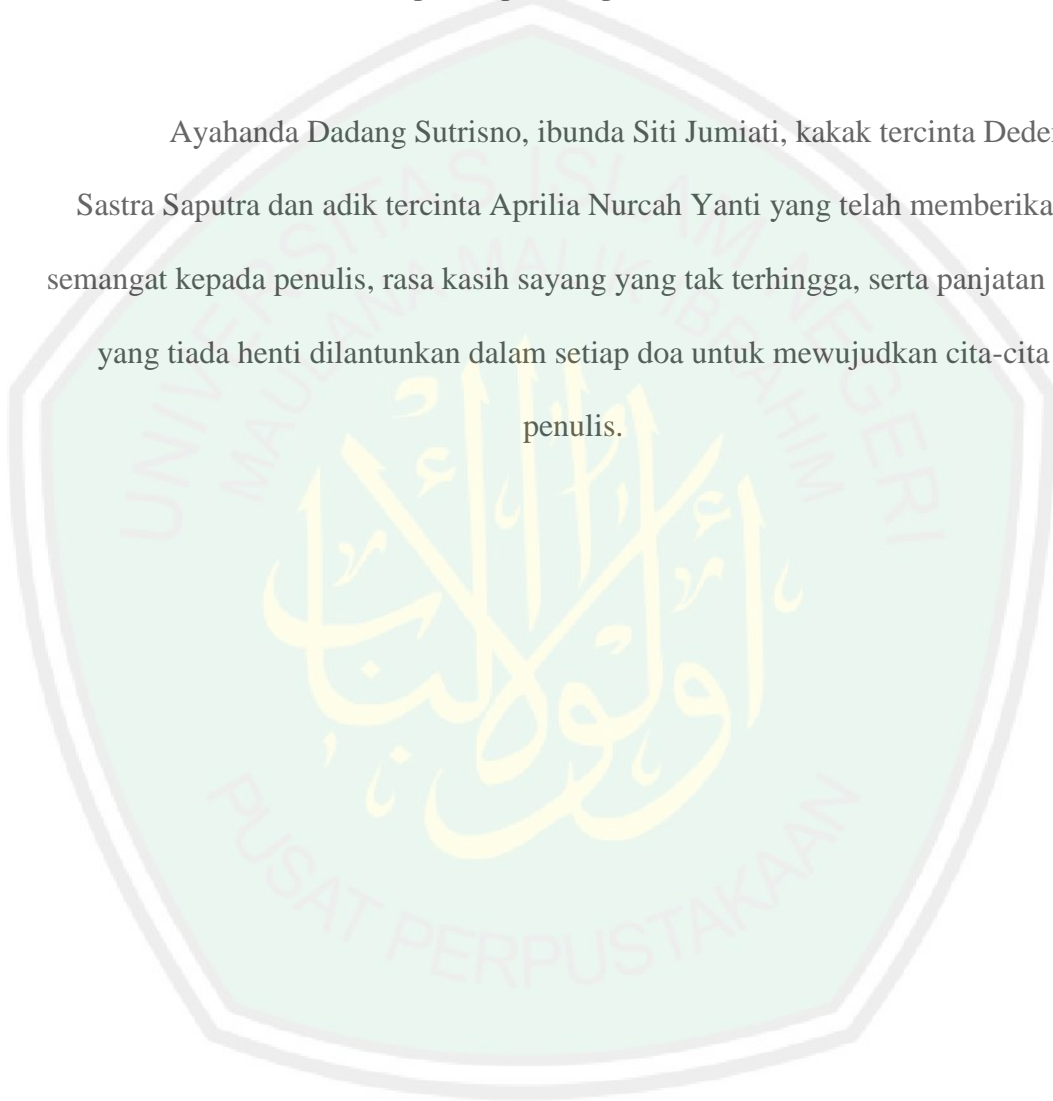 Ayahanda Dadang Sutrisno, ibunda Siti Jumiati, kakak tercinta
Sastra Saputra dan adik tercinta Aprilia Nurcah Yanti yang telah
semangat kepada penulis, rasa kasih sayang yang tak terhingga, serta panjatan
yang tiada henti dilantunkan dalam setiap doa untuk mewujudkan cita-cita
penulis.
UNIVERSITAS ISLAM NEGERI
MAULANA MALIK IBRAHIM
أولوا الألباب
PUSAT PERPUSTAKAAN